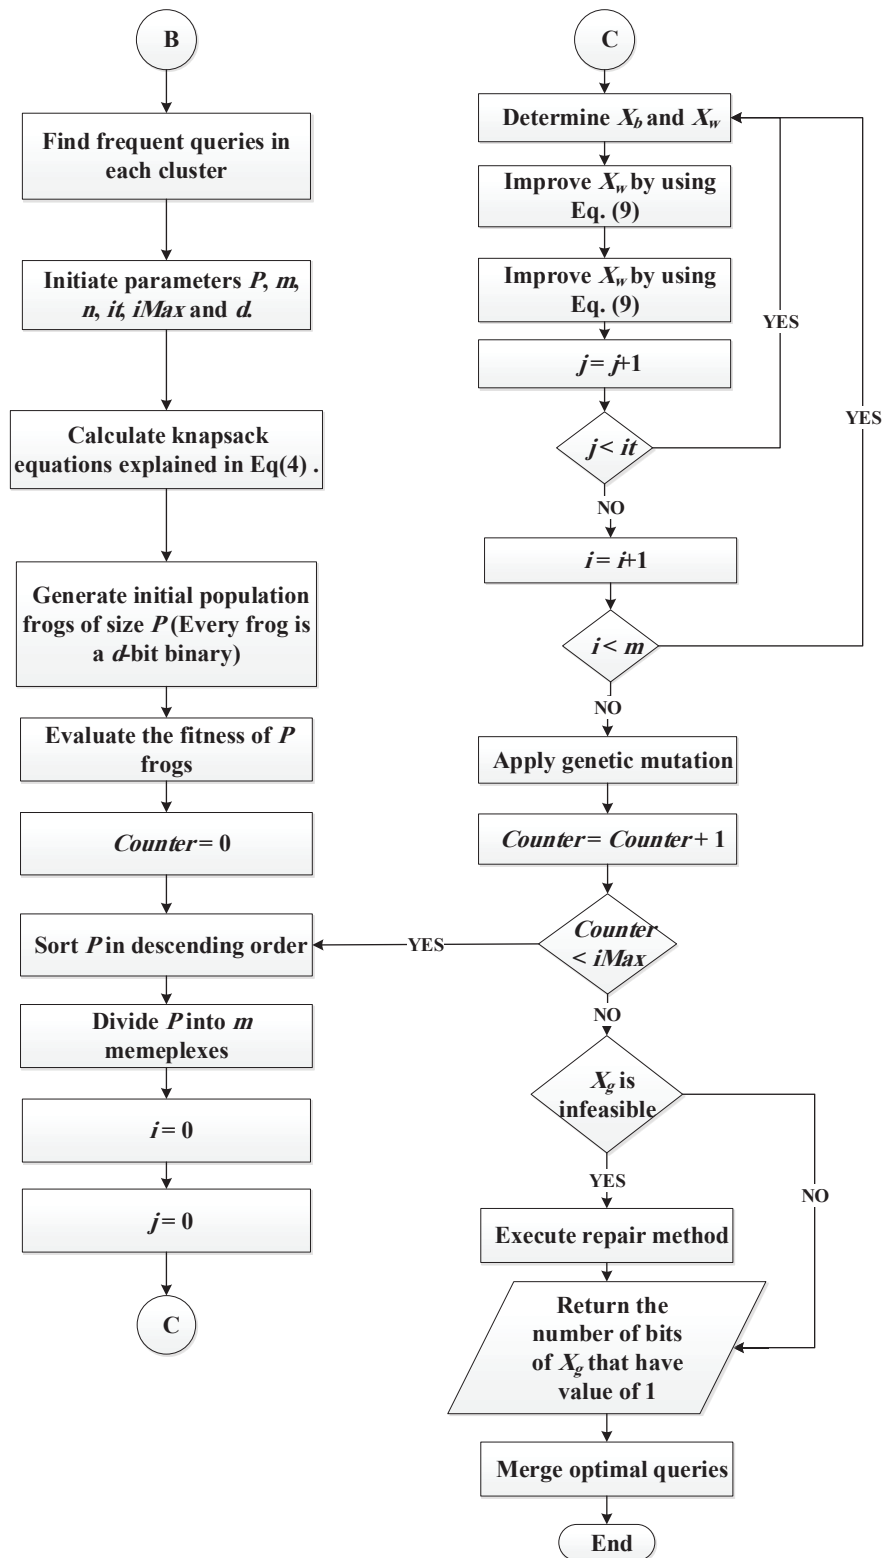 B
Find frequent queries in
each cluster
Initiate parameters P, m,
n, it, iMax and d.
Calculate knapsack
equations explained in Eq(4) .
Generate initial population
frogs of size P (Every frog is
a d-bit binary)
Evaluate the fitness of P
frogs
Counter = 0
Sort P in descending order
Divide P into m
memeplexes
i = 0
j = 0
C
C
Determine Xb and Xw
Improve Xw by using
Eq. (9)
Improve Xw by using
Eq. (9)
j = j+1
j < it
YES
NO
i = i+1
i < m
YES
NO
Apply genetic mutation
Counter = Counter + 1
Counter
< iMax
YES
NO
Xg is
infeasible
YES
NO
Execute repair method
Return the
number of bits
of Xg that have
value of 1
Merge optimal queries
End